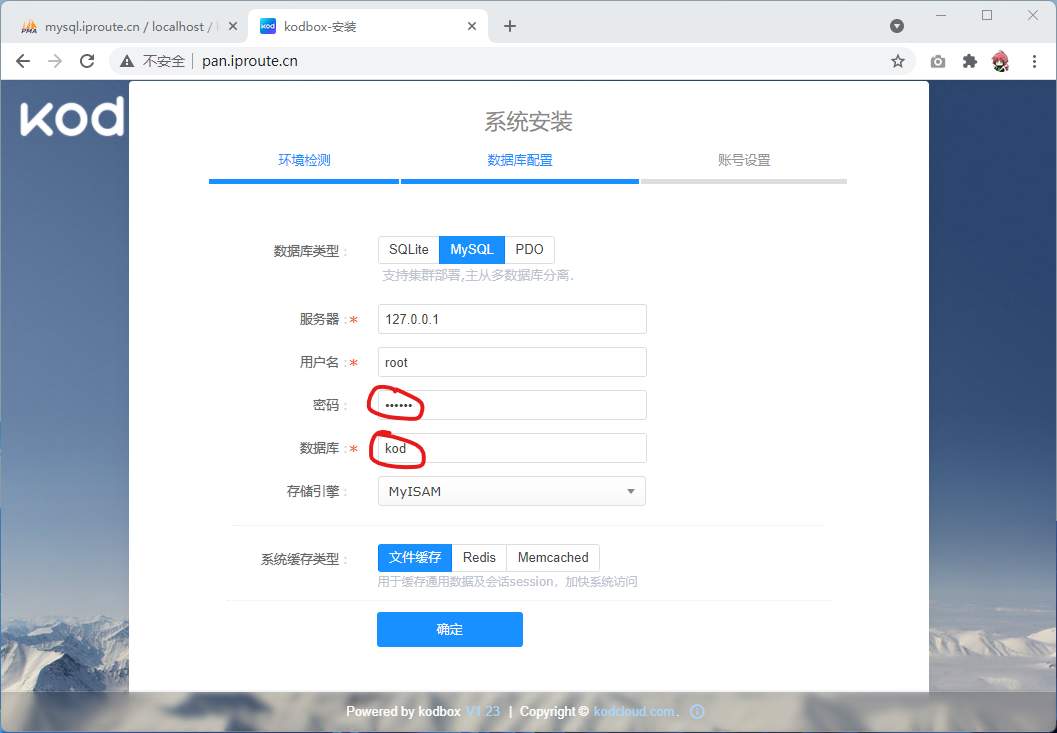 PMA mysql.iproute.cn / localhost /
kod kodbox-安装
不安全 pan.iproute.cn
kod
系统安装
环境检测 数据库配置 账号设置
数据库类型 : SQLite MySQL PDO
支持集群部署,主从多数据库分离.
服务器 :* 127.0.0.1
用户名 :* root
密码 : ••••••
数据库 :* kod
存储引擎 : MyISAM
系统缓存类型 : 文件缓存 Redis Memcached
用于缓存通用数据及会话session，加快系统访问
确定
Powered by kodbox V1.23 | Copyright © kodcloud.com.